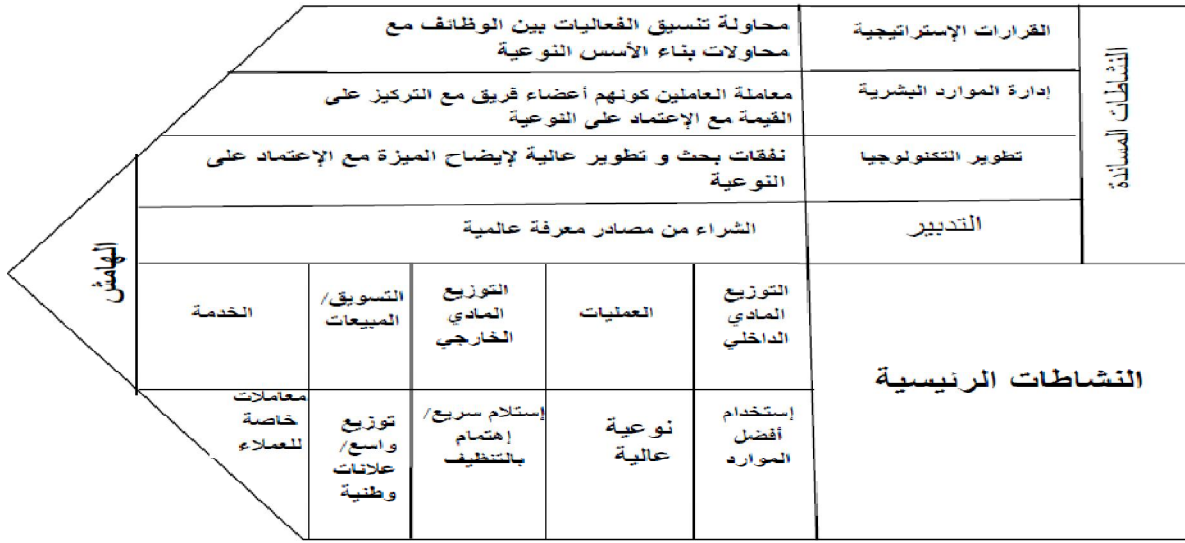 النشاطات المساندة
القرارات الإستراتيجية
محاولة تنسيق الفعاليات بين الوظائف مع
محاولات بناء الأسس النوعية
إدارة الموارد البشرية
معاملة العاملين كونهم أعضاء فريق مع التركيز على
القيمة مع الإعتماد على النوعية
تطوير التكنولوجيا
نفقات بحث و تطوير عالية لإيضاح الميزة مع الإعتماد على
النوعية
التدبير
الشراء من مصادر معرفة عالمية
الهامش
النشاطات الرئيسية
التوزيع
المادي
الداخلي
العمنيات
التوزيع
المادي
الخارجي
التسويق/
المبيعات
الخدمة
إستخدام
أفضل
الموارد
نوعية
عالية
إستلام سريع/
إهتمام
بالتنظيف
توزيع
واسع/
علانات
وطنية
معاملات
خاصة
للعملاء